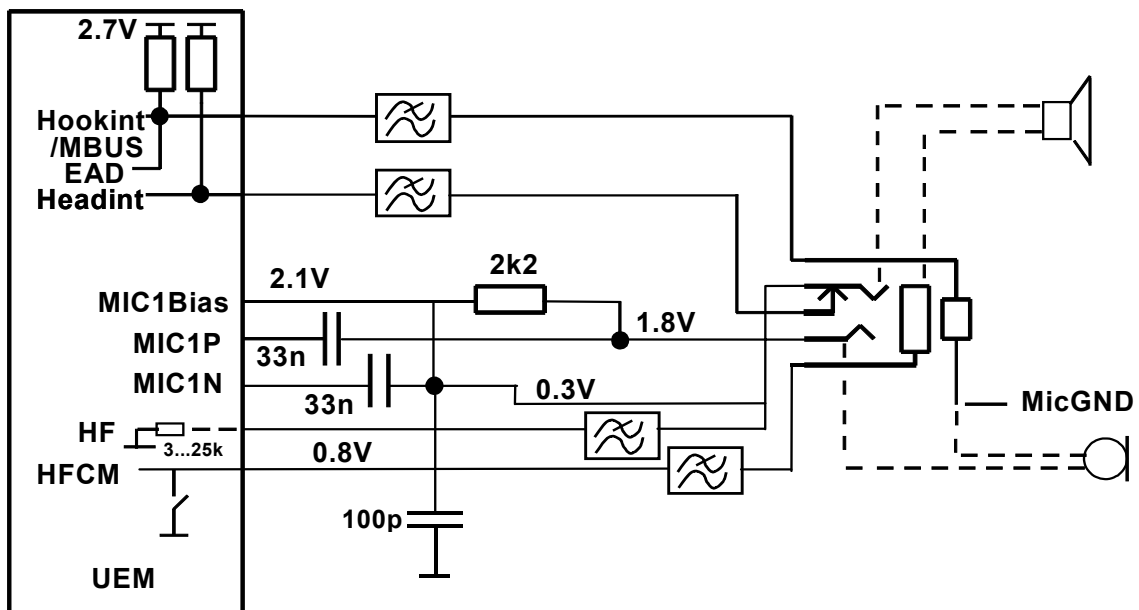 2.7V
Hookint
/MBUS
EAD
Headint
2.1V
2k2
MIC1Bias
1.8V
MIC1P
33n
MIC1N
0.3V
33n
MicGND
HF
3...25k
0.8V
HFCM
100p
UEM